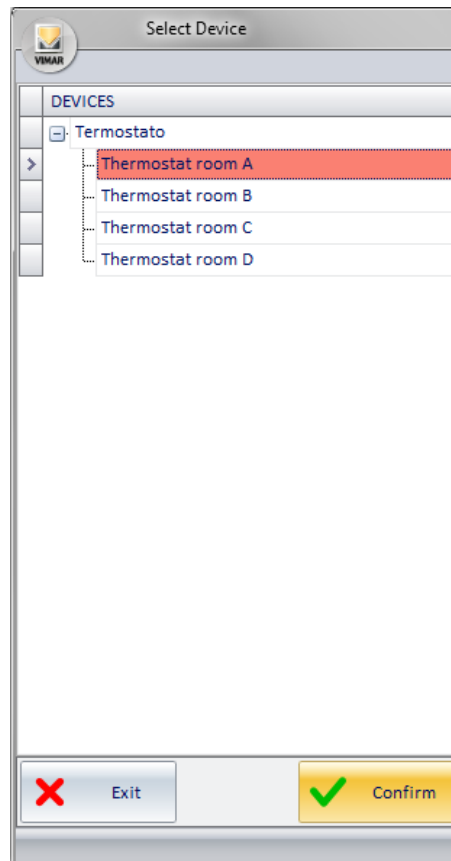 Select Device
VIMAR
DEVICES
Termostato
Thermostat room A
Thermostat room B
Thermostat room C
Thermostat room D
Exit
Confirm